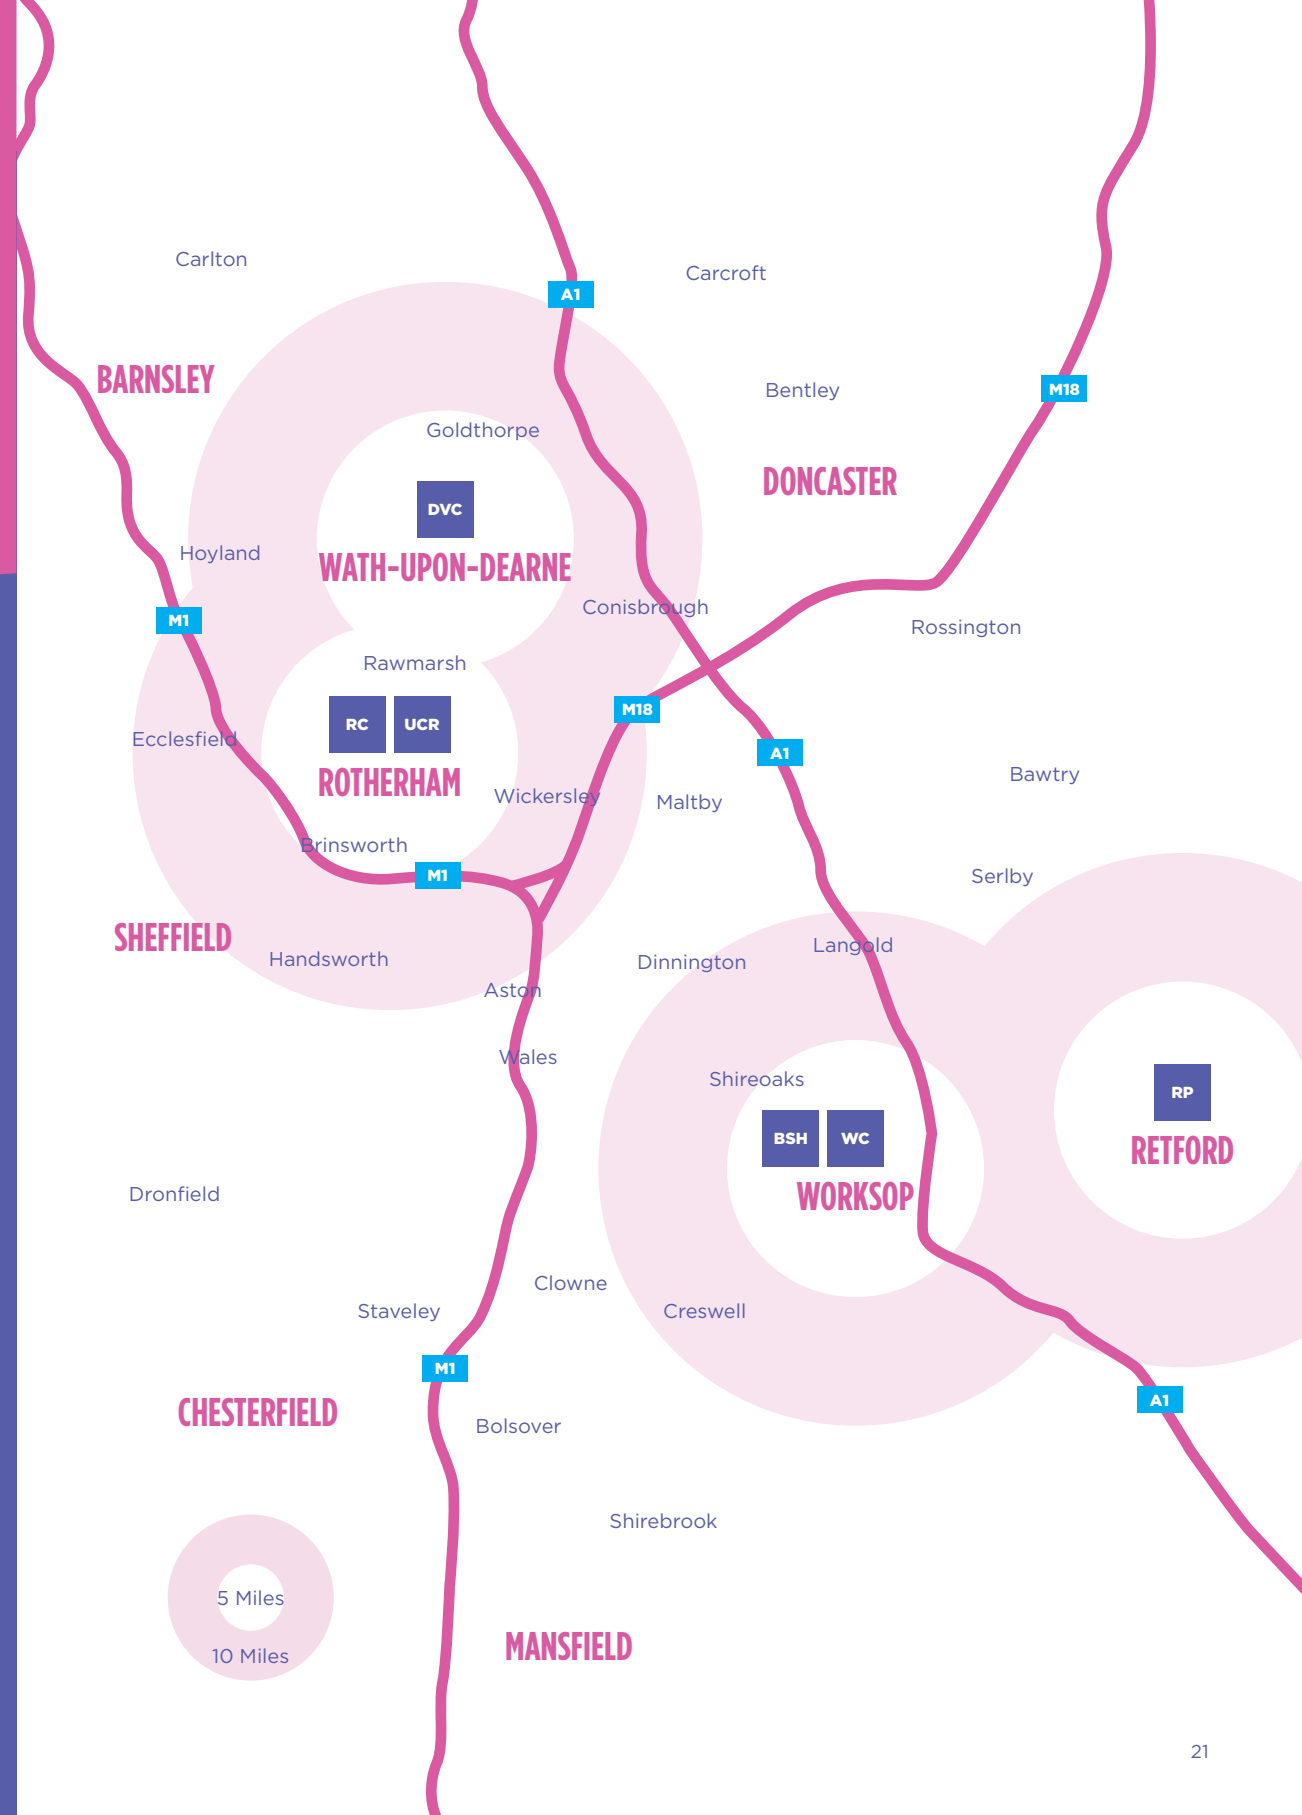 Carlton
Carcroft
A1
BARNSLEY
Bentley
M18
Goldthorpe
DONCASTER
DVC
Hoyland
WATH-UPON-DEARNE
Conisbrough
M1
Rossington
Rawmarsh
RC
UCR
M18
Ecclesfield
A1
ROTHERHAM
Bawtry
Wickersley
Maltby
Brinsworth
M1
Serlby
SHEFFIELD
Langold
Handsworth
Dinnington
Aston
Wales
Shireoaks
RP
BSH
WC
RETFORD
Dronfield
WORKSOP
Clowne
Staveley
Creswell
M1
A1
CHESTERFIELD
Bolsover
Shirebrook
5 Miles
MANSFIELD
10 Miles
21